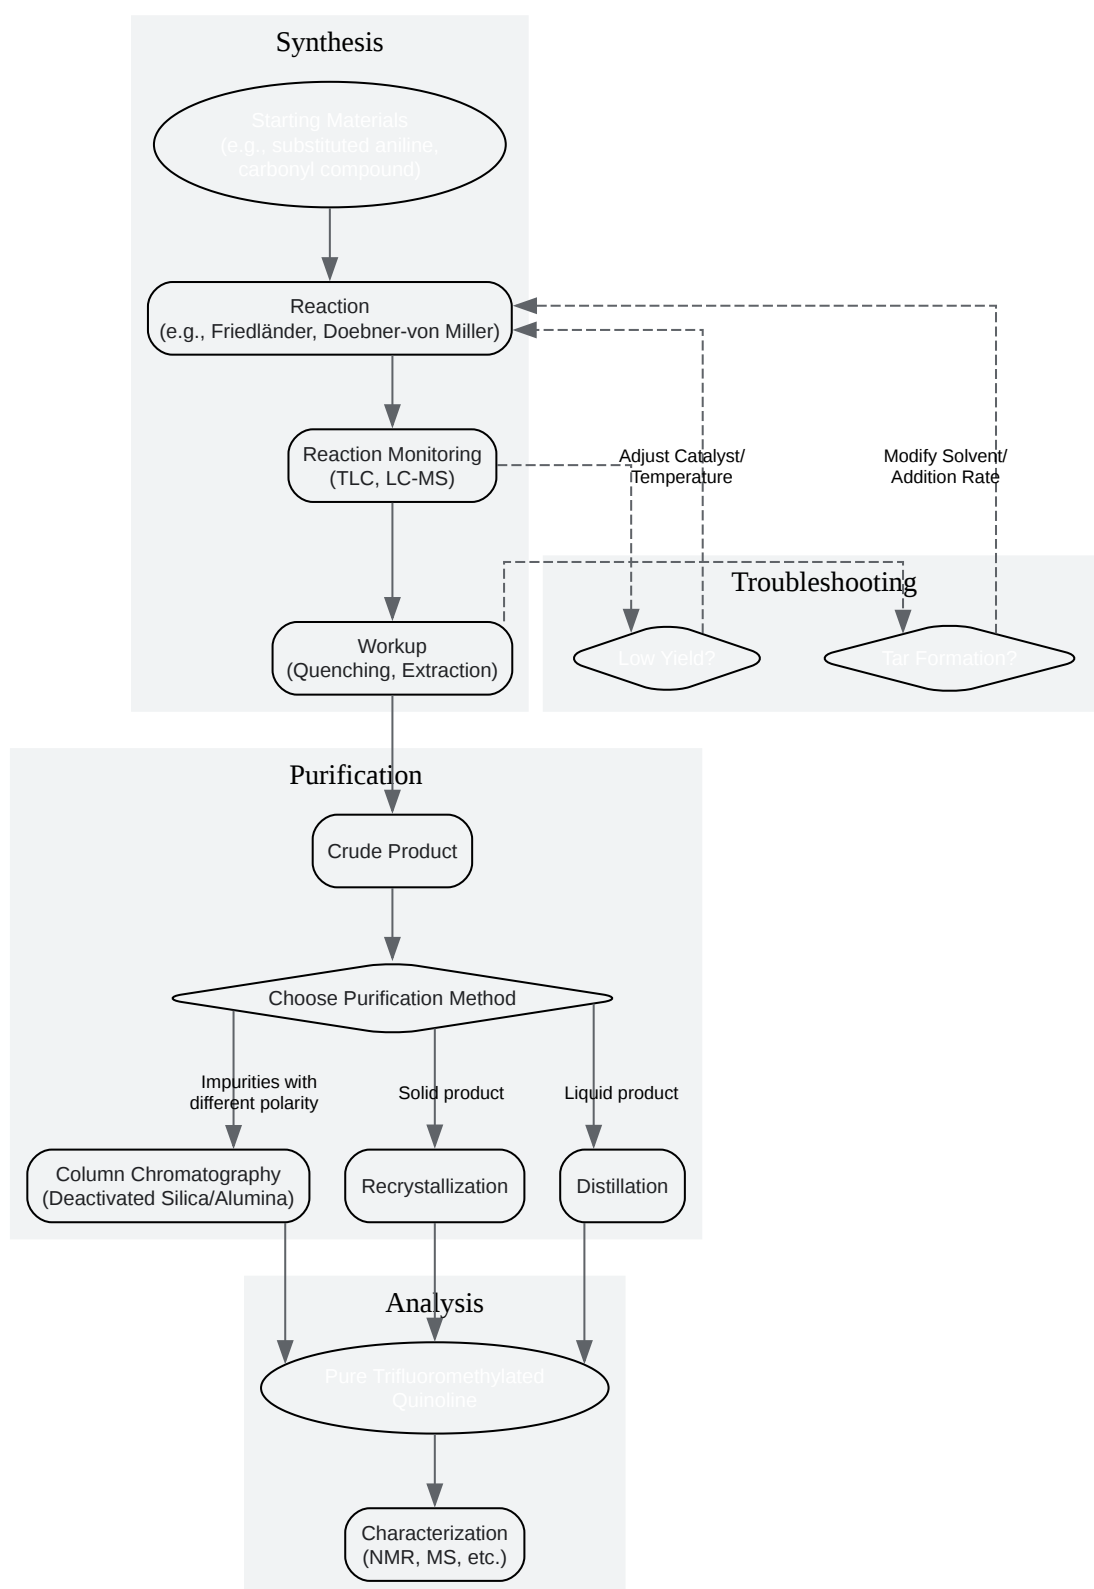 Synthesis
Starting Materials
(e.g., substituted aniline,
carbonyl compound)
Reaction
(e.g., Friedländer, Doebner-von Miller)
Reaction Monitoring
(TLC, LC-MS)
Adjust Catalyst/
Temperature
Modify Solvent/
Addition Rate
Troubleshooting
Workup
(Quenching, Extraction)
Low Yield?
Tar Formation?
Purification
Crude Product
Choose Purification Method
Impurities with
different polarity
Solid product
Liquid product
Column Chromatography
(Deactivated Silica/Alumina)
Recrystallization
Distillation
Analysis
Pure Trifluoromethylated
Quinoline
Characterization
(NMR, MS, etc.)